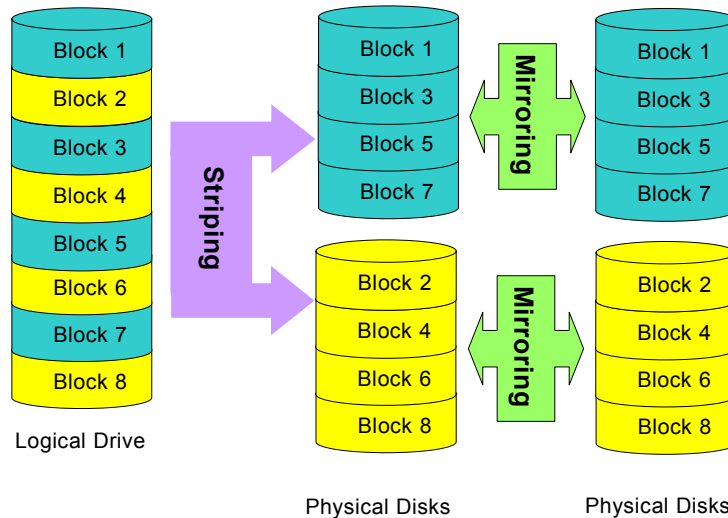 Block 1
Block 2
Block 3
Block 4
Block 5
Block 6
Block 7
Block 8
Logical Drive
Striping
Block 1
Block 3
Block 5
Block 7
Mirroring
Block 1
Block 3
Block 5
Block 7
Block 2
Block 4
Block 6
Block 8
Mirroring
Block 2
Block 4
Block 6
Block 8
Physical Disks
Physical Disks